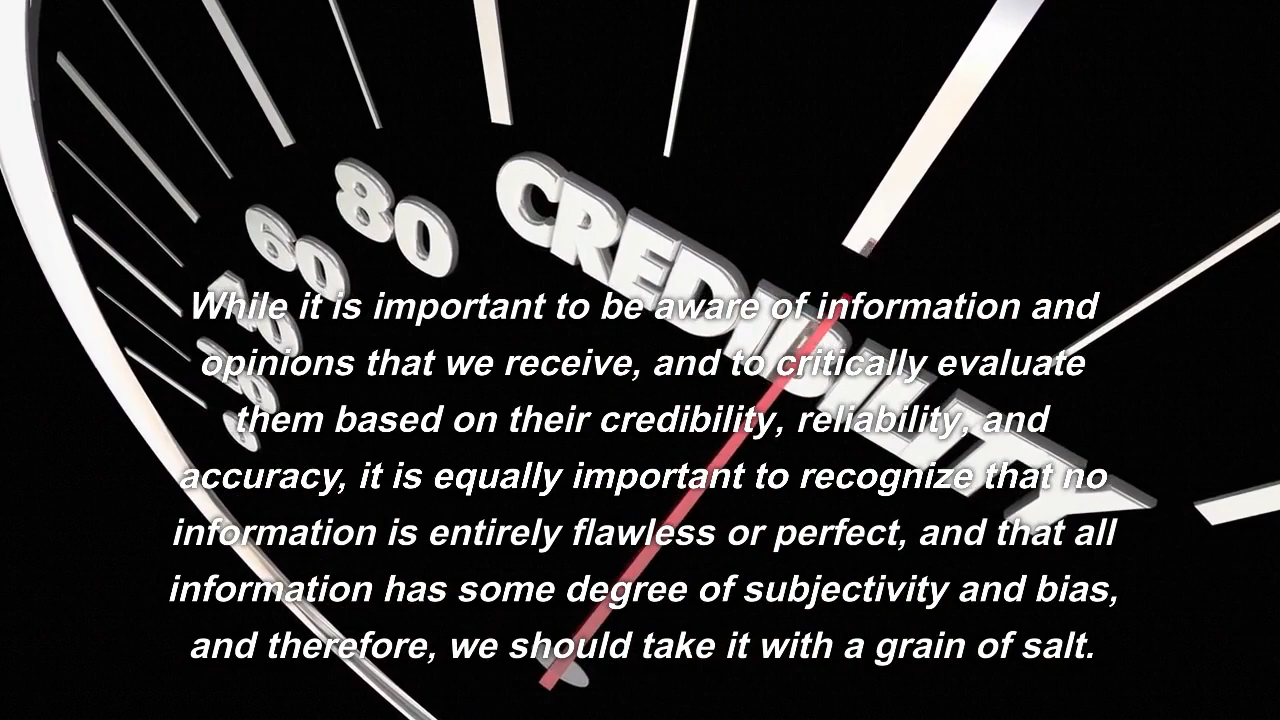 80
CREDIBILITY
60
40
While it is important to be aware of information and
opinions that we receive, and to critically evaluate
them based on their credibility, reliability, and
accuracy, it is equally important to recognize that no
information is entirely flawless or perfect, and that all
information has some degree of subjectivity and bias,
and therefore, we should take it with a grain of salt.